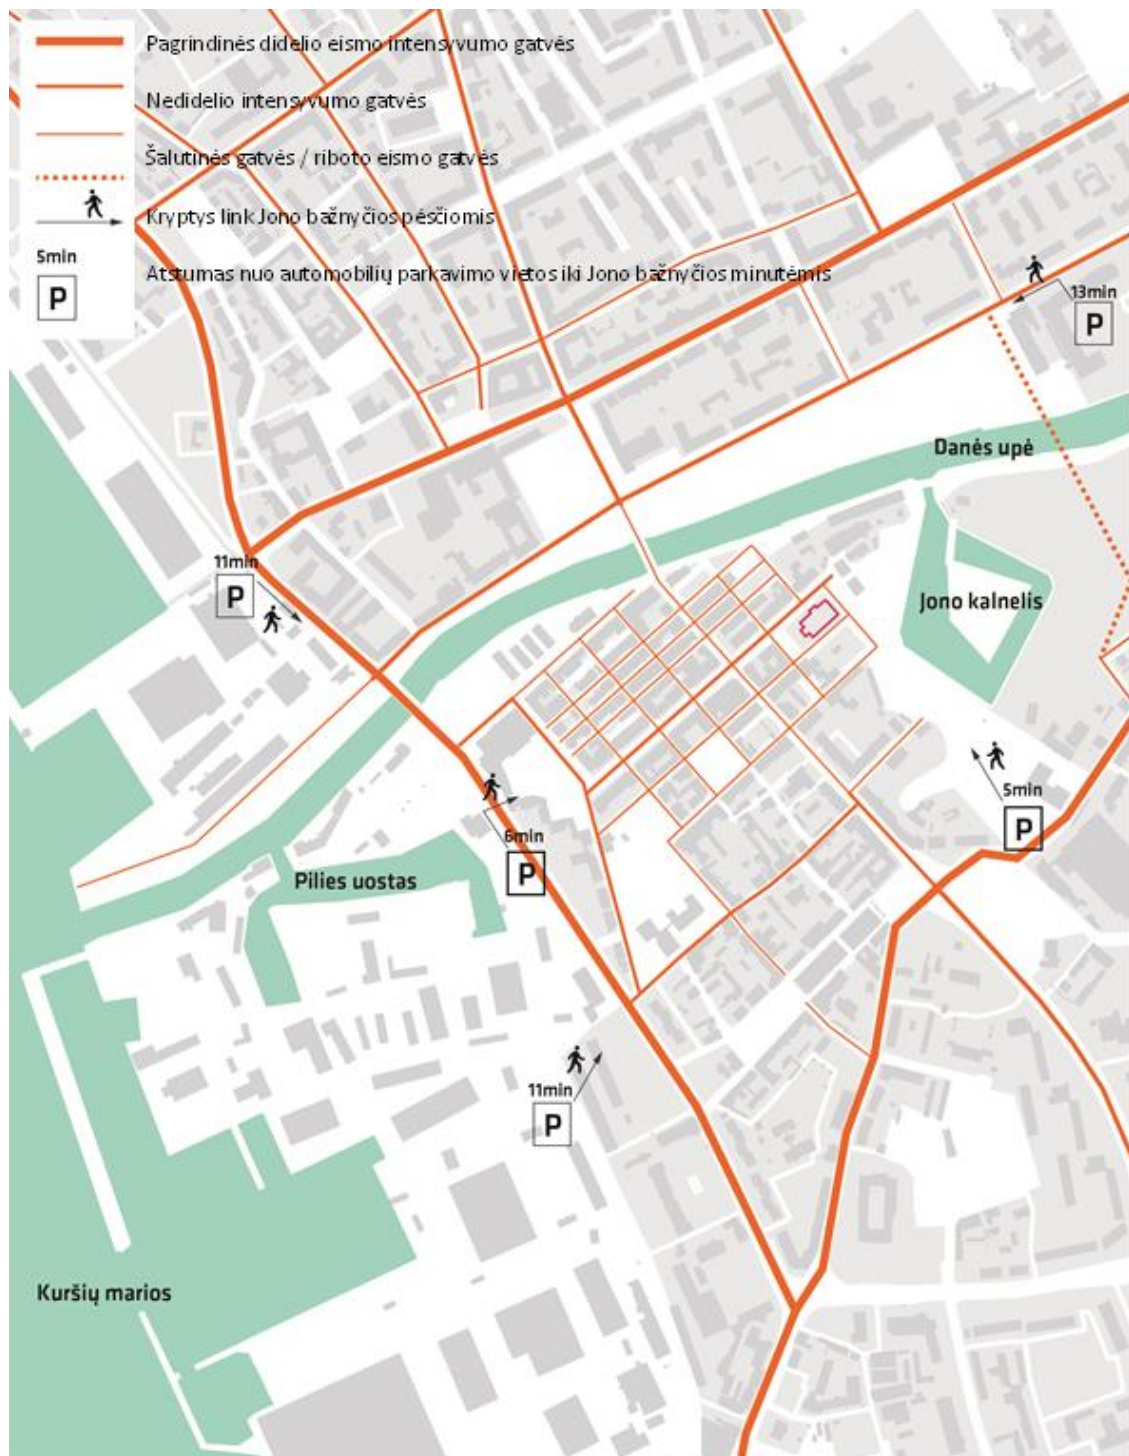 Pagrindinės didelio eismo intensyvumo gatvės
Nedidelio intensyvumo gatvės
Šalutinės gatvės / riboto eismo gatvės
Kryptys link Jono bažnyčios pėsčiomis
5min
P
Atstumas nuo automobilių parkavimo vietos iki Jono bažnyčios minutėmis
13min
P
Danės upė
11min
P
Jono kalnelis
5min
P
6min
P
Pilies uostas
11min
P
Kuršių marios